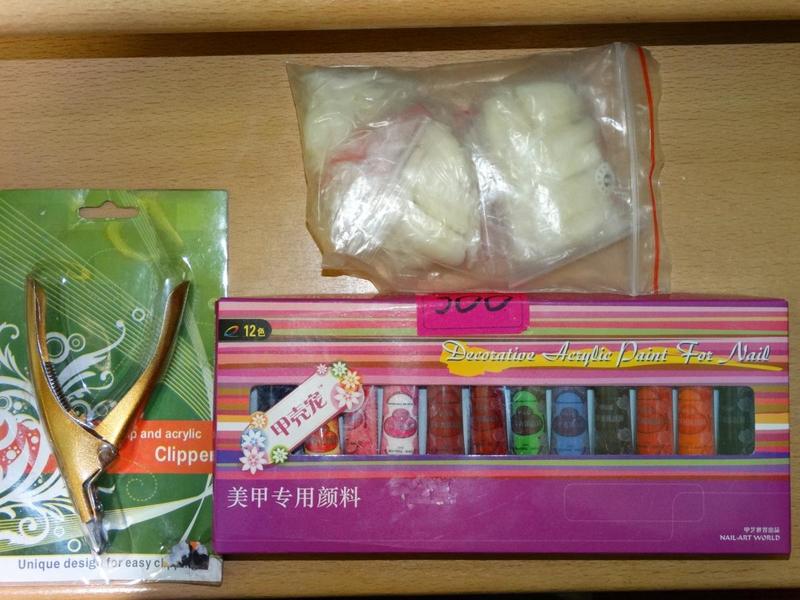 300
12色
Decorative Acrylic Paint For Nail
甲壳宠
美甲专用颜料
NAIL-ART WORLD
p and acrylic
Clipper
Unique design for easy